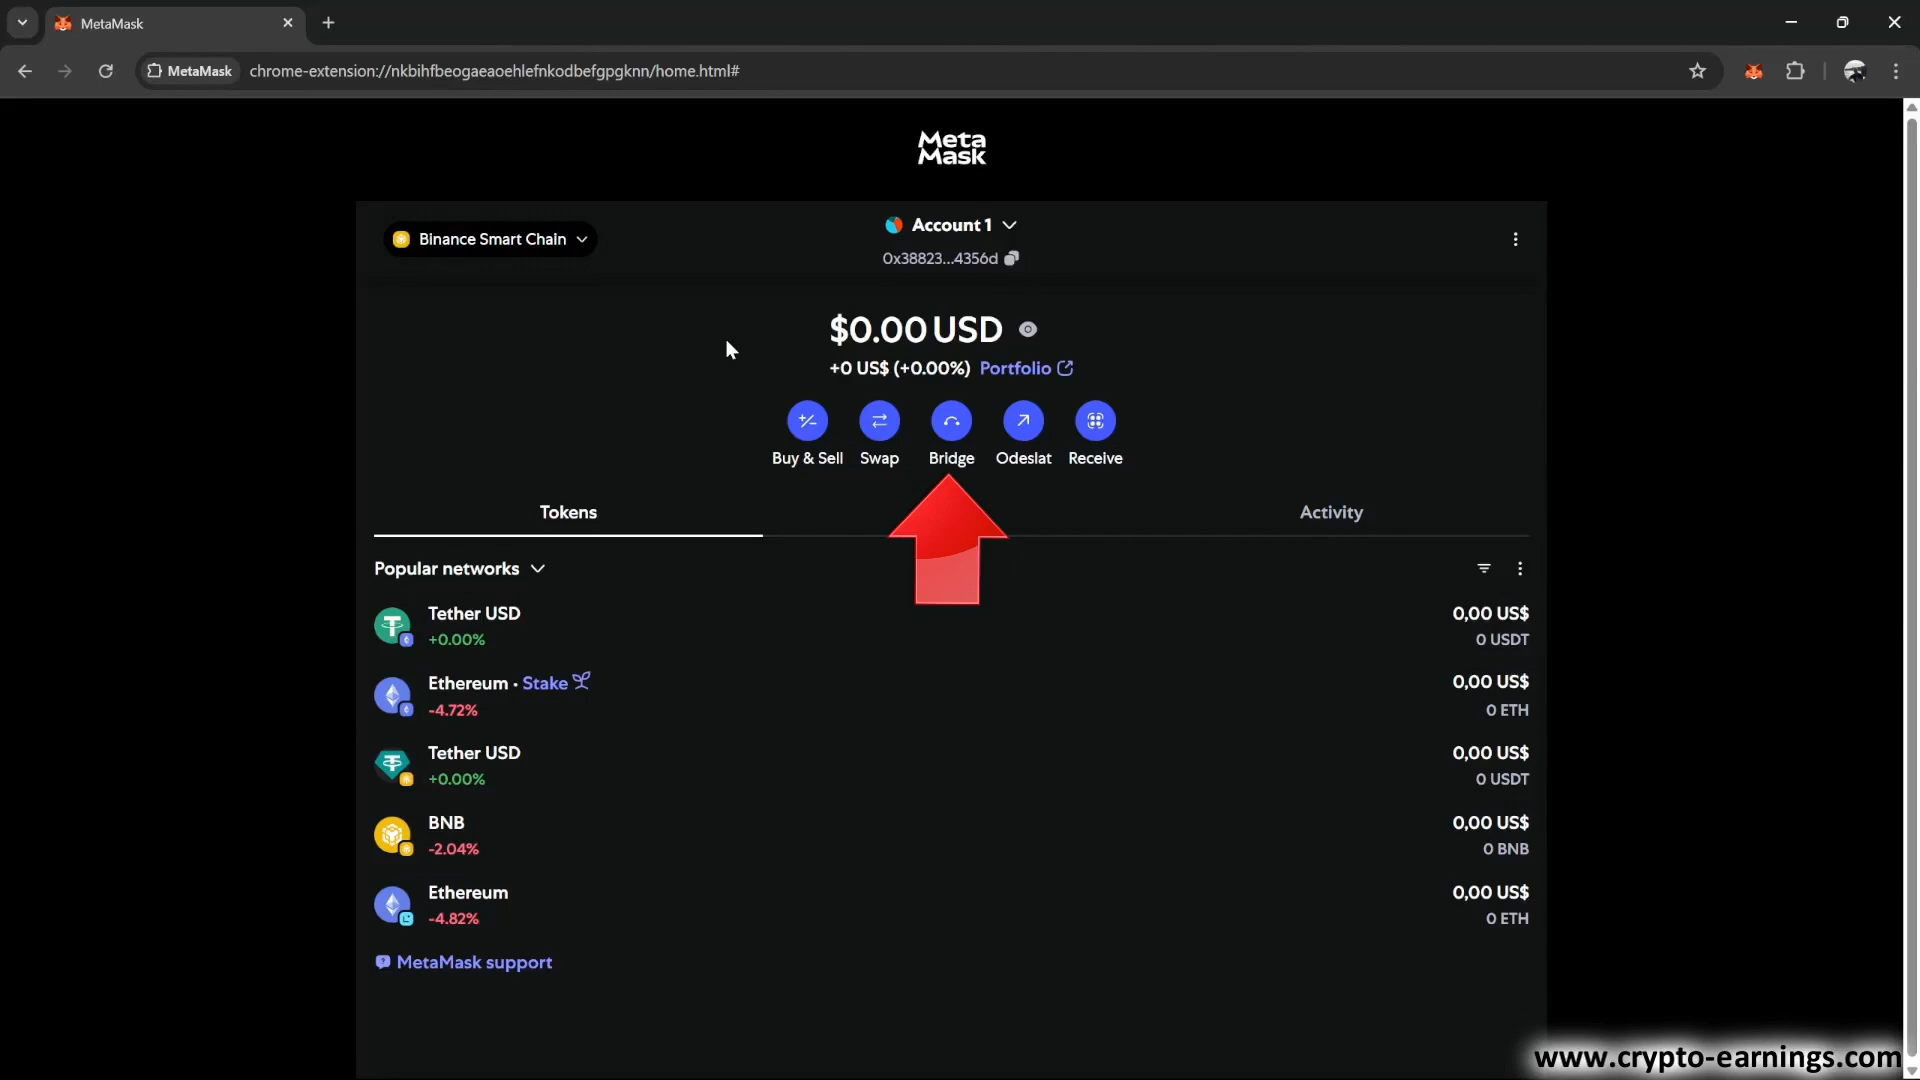 MetaMask
MetaMask
chrome-extension://nkbihfbeogaeaoehlefnkodbefgpgknn/home.html#
Meta
Mask
Binance Smart Chain
Account 1
0x38823...4356d
$0.00 USD
+0 US$ (+0.00%) Portfolio
Buy & Sell
Swap
Bridge
Odeslat
Receive
Tokens
Activity
Popular networks
Tether USD
0,00 US$
+0.00%
0 USDT
Ethereum • Stake
0,00 US$
-4.72%
0 ETH
Tether USD
0,00 US$
+0.00%
0 USDT
BNB
0,00 US$
-2.04%
0 BNB
Ethereum
0,00 US$
-4.82%
0 ETH
MetaMask support
www.crypto-earnings.com